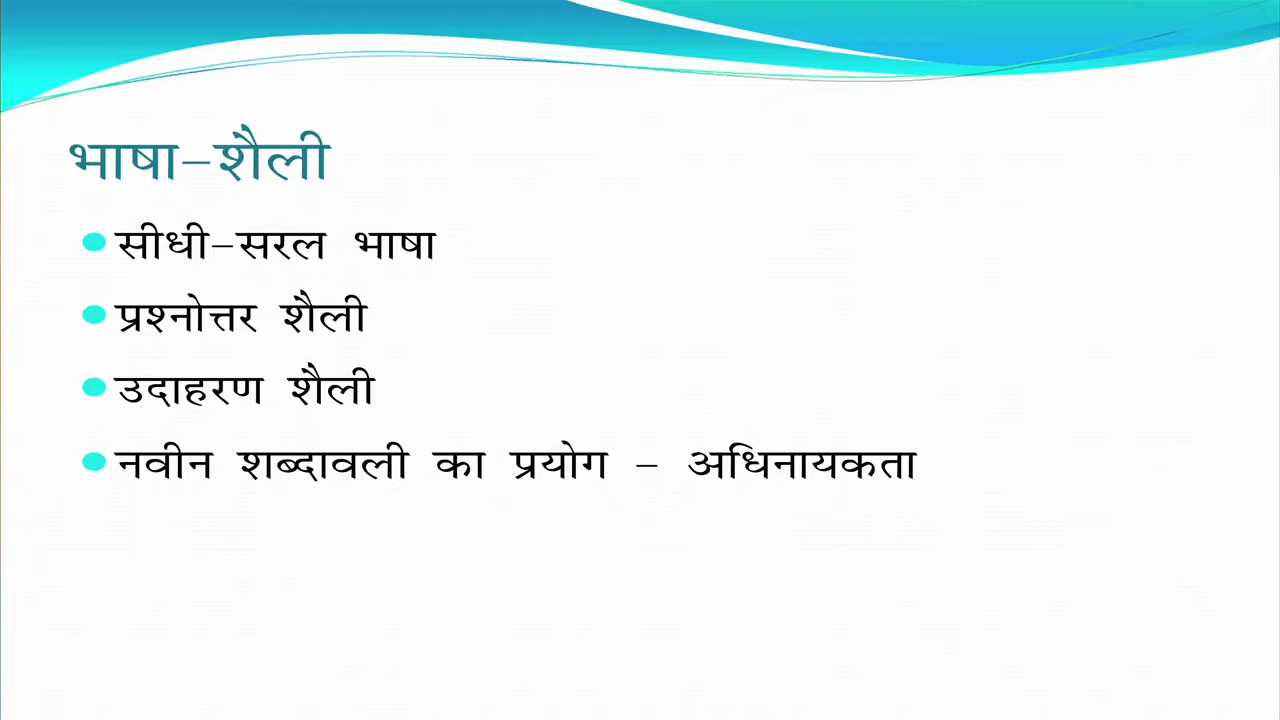 भाषा-शैली
सीधी-सरल भाषा
प्रश्नोत्तर शैली
उदाहरण शैली
नवीन शब्दावली का प्रयोग - अधिनायकता